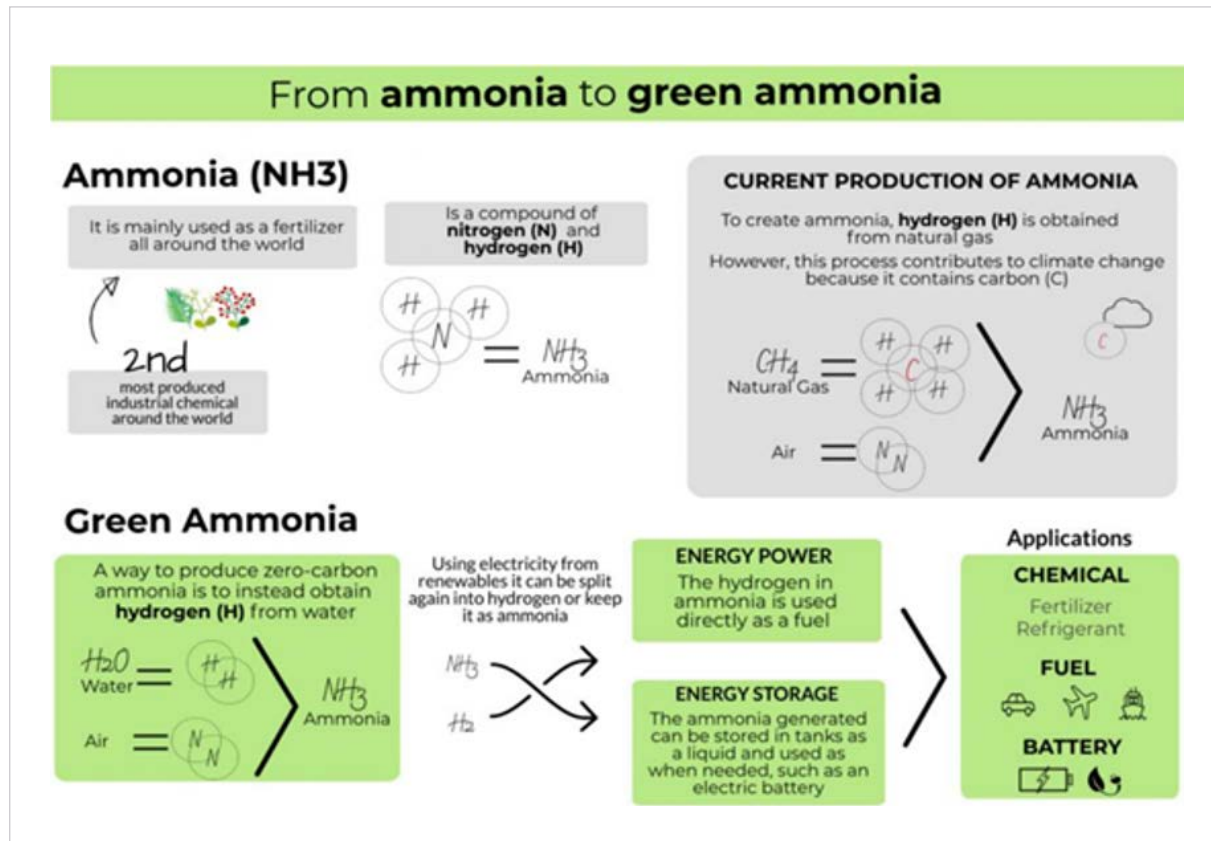 From ammonia to green ammonia
Ammonia (NH3)
It is mainly used as a fertilizer
all around the world
2nd
most produced
industrial chemical
around the world
Is a compound of
nitrogen (N) and
hydrogen (H)
H
H
N
H
NH3
Ammonia
CURRENT PRODUCTION OF AMMONIA
To create ammonia, hydrogen (H) is obtained
from natural gas
However, this process contributes to climate change
because it contains carbon (C)
CH4
Natural Gas
H
H
C
H
H
Air
N
N
C
NH3
Ammonia
Green Ammonia
A way to produce zero-carbon
ammonia is to instead obtain
hydrogen (H) from water
H2O
Water
H
H
Air
N
N
NH3
Ammonia
Using electricity from
renewables it can be split
again into hydrogen or keep
it as ammonia
NH3
H2
ENERGY POWER
The hydrogen in
ammonia is used
directly as a fuel
ENERGY STORAGE
The ammonia generated
can be stored in tanks as
a liquid and used as
when needed, such as an
electric battery
Applications
CHEMICAL
Fertilizer
Refrigerant
FUEL
BATTERY